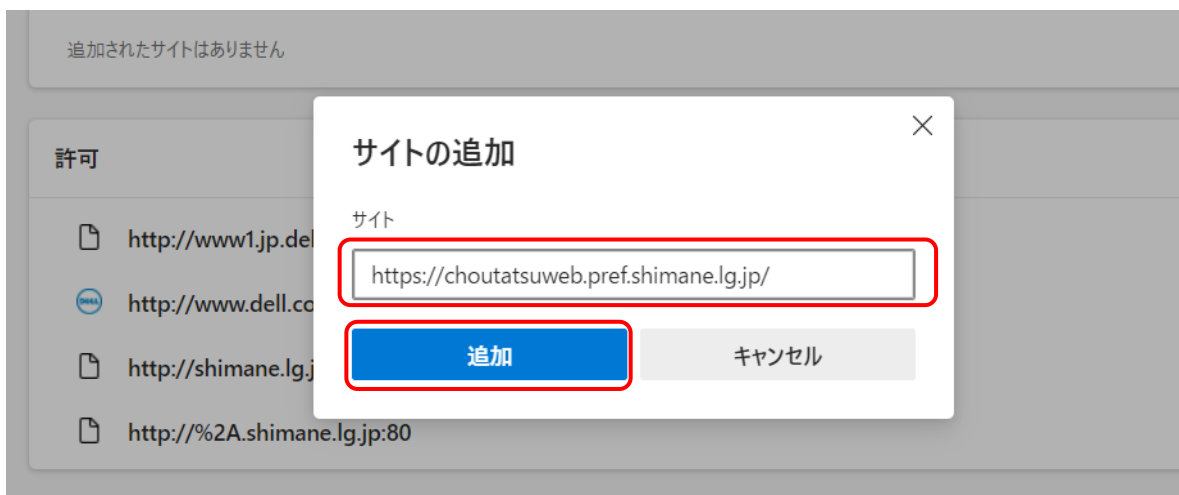 追加されたサイトはありません
サイトの追加
許可
サイト
http://www1.jp.del
https://choutatsuweb.pref.shimane.lg.jp/
http://www.dell.co
追加
キャンセル
http://shimane.lg.j
http://%2A.shimane.lg.jp:80